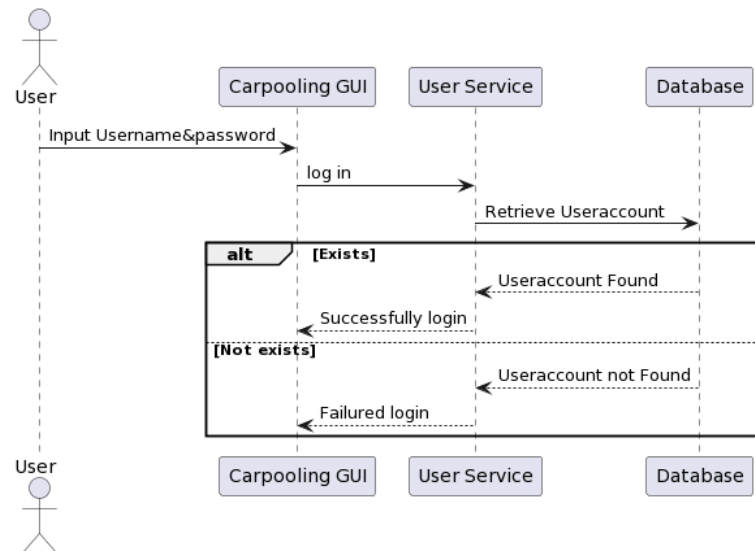 User
Carpooling GUI
User Service
Database
Input Username&password
log in
Retrieve Useraccount
alt
[Exists]
Useraccount Found
Successfully login
[Not exists]
Useraccount not Found
Failured login
User
Carpooling GUI
User Service
Database